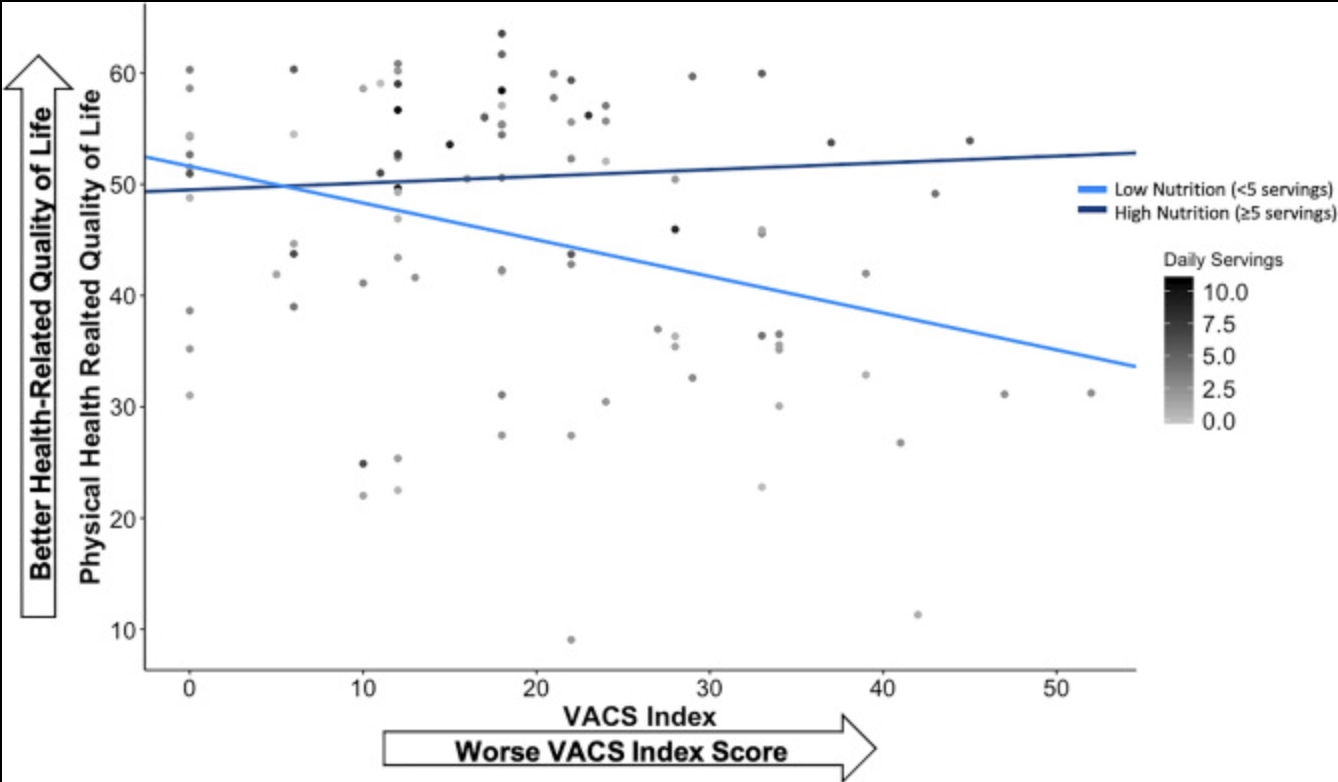 Better Health-Related Quality of Life
Physical Health Realted Quality of Life
60
50
40
30
20
10
0 10 20 30 40 50
VACS Index
Worse VACS Index Score
Low Nutrition (<5 servings)
High Nutrition (≥5 servings)
Daily Servings
10.0
7.5
5.0
2.5
0.0